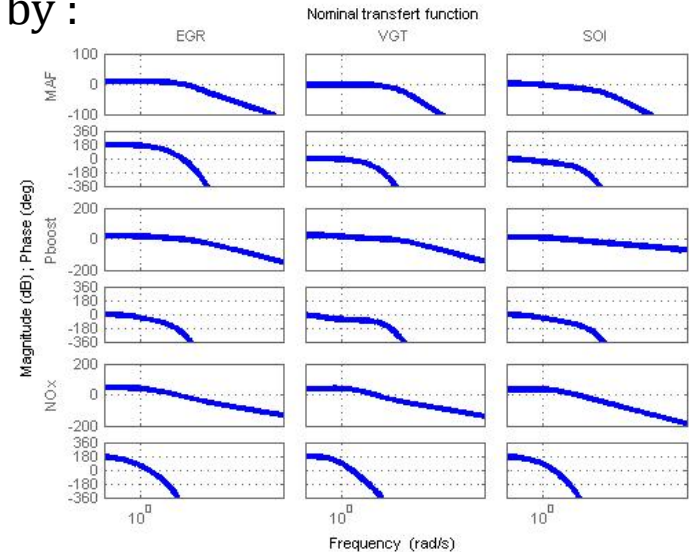 by :
Nominal transfert function
EGR VGT SOI
MAF
100
0
-100
360
180
0
-180
-360
Pboost
200
0
-200
360
180
0
-180
-360
NOx
200
0
-200
360
180
0
-180
-360
10^0 10^0 10^0
Magnitude (dB) ; Phase (deg)
Frequency (rad/s)